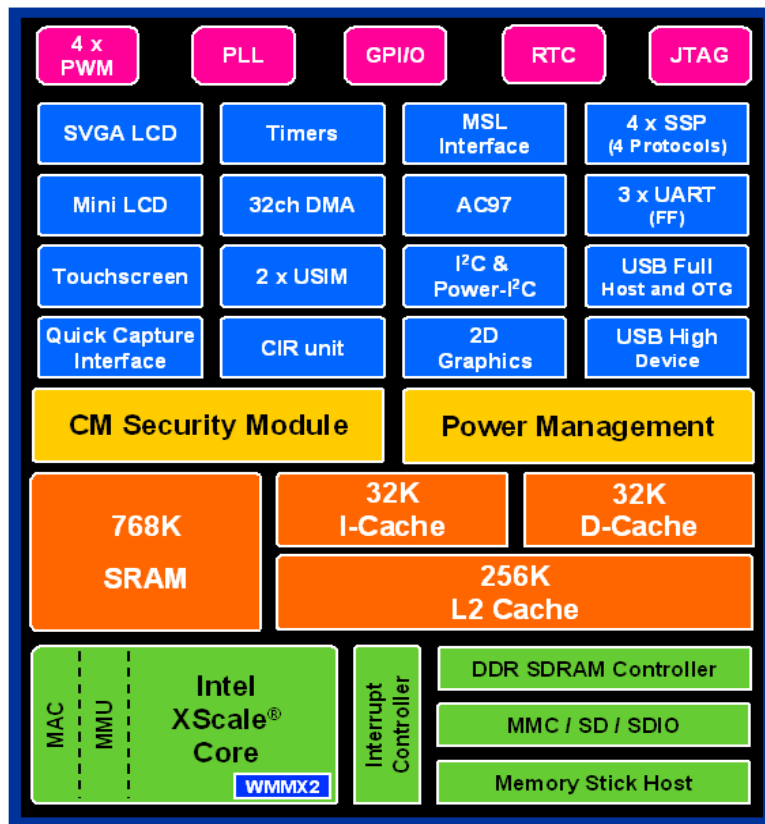 4 x
PWM
PLL
GPI/O
RTC
JTAG
SVGA LCD
Timers
MSL
Interface
4 x SSP
(4 Protocols)
Mini LCD
32ch DMA
AC97
3 x UART
(FF)
Touchscreen
2 x USIM
I²C &
Power-I²C
USB Full
Host and OTG
Quick Capture
Interface
CIR unit
2D
Graphics
USB High
Device
CM Security Module
Power Management
768K
SRAM
32K
I-Cache
32K
D-Cache
256K
L2 Cache
MAC
MMU
Intel
XScale®
Core
WMMX2
Interrupt
Controller
DDR SDRAM Controller
MMC / SD / SDIO
Memory Stick Host